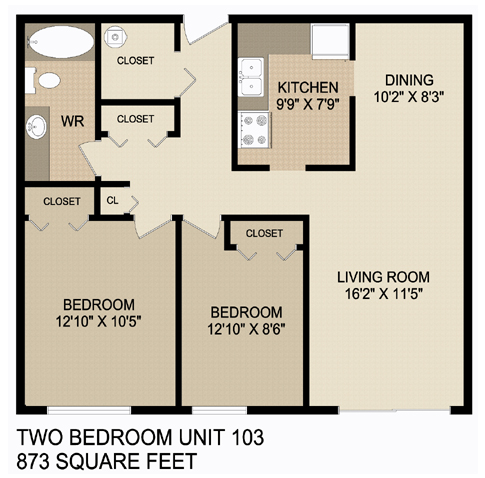 CLOSET
KITCHEN
9'9" X 7'9"
DINING
10'2" X 8'3"
WR
CLOSET
CLOSET
CL
CLOSET
LIVING ROOM
16'2" X 11'5"
BEDROOM
12'10" X 10'5"
BEDROOM
12'10" X 8'6"
TWO BEDROOM UNIT 103
873 SQUARE FEET